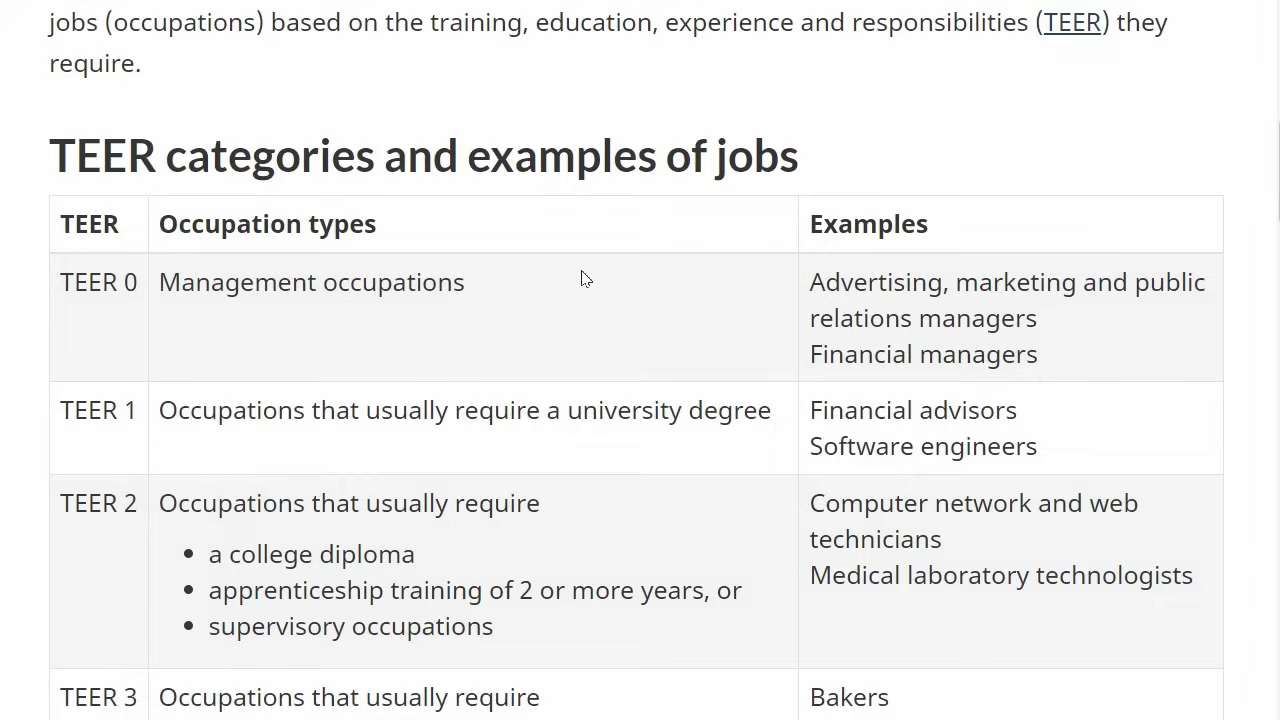 jobs (occupations) based on the training, education, experience and responsibilities (TEER) they
require.
TEER categories and examples of jobs
TEER Occupation types Examples
TEER 0 Management occupations Advertising, marketing and public
relations managers
Financial managers
TEER 1 Occupations that usually require a university degree Financial advisors
Software engineers
TEER 2 Occupations that usually require Computer network and web
technicians
• a college diploma
• apprenticeship training of 2 or more years, or Medical laboratory technologists
• supervisory occupations
TEER 3 Occupations that usually require Bakers